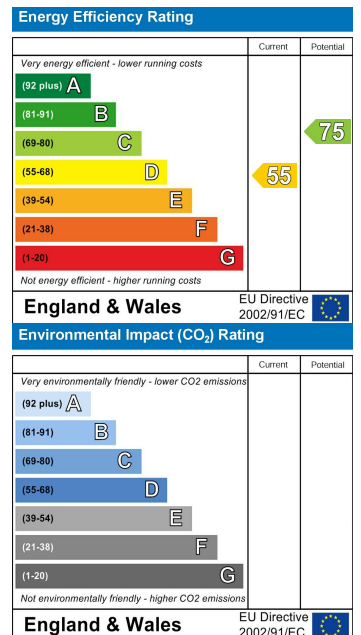 Energy Efficiency Rating
Current Potential
Very energy efficient - lower running costs
(92 plus) A
(81-91) B
(69-80) C
75
(55-68) D
55
(39-54) E
(21-38) F
(1-20) G
Not energy efficient - higher running costs
England & Wales
EU Directive
2002/91/EC
Environmental Impact (CO₂) Rating
Current Potential
Very environmentally friendly - lower CO2 emissions
(92 plus) A
(81-91) B
(69-80) C
(55-68) D
(39-54) E
(21-38) F
(1-20) G
Not environmentally friendly - higher CO2 emissions
England & Wales
EU Directive
2002/91/EC